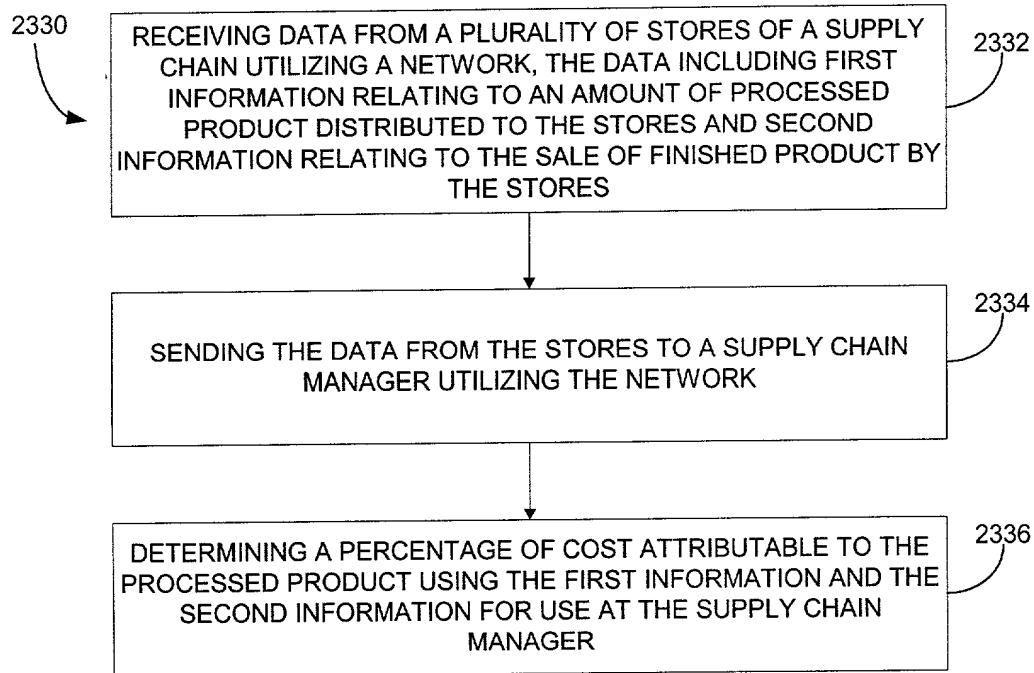 2330
RECEIVING DATA FROM A PLURALITY OF STORES OF A SUPPLY
CHAIN UTILIZING A NETWORK, THE DATA INCLUDING FIRST
INFORMATION RELATING TO AN AMOUNT OF PROCESSED
PRODUCT DISTRIBUTED TO THE STORES AND SECOND
INFORMATION RELATING TO THE SALE OF FINISHED PRODUCT BY
THE STORES
2332
SENDING THE DATA FROM THE STORES TO A SUPPLY CHAIN
MANAGER UTILIZING THE NETWORK
2334
DETERMINING A PERCENTAGE OF COST ATTRIBUTABLE TO THE
PROCESSED PRODUCT USING THE FIRST INFORMATION AND THE
SECOND INFORMATION FOR USE AT THE SUPPLY CHAIN
MANAGER
2336